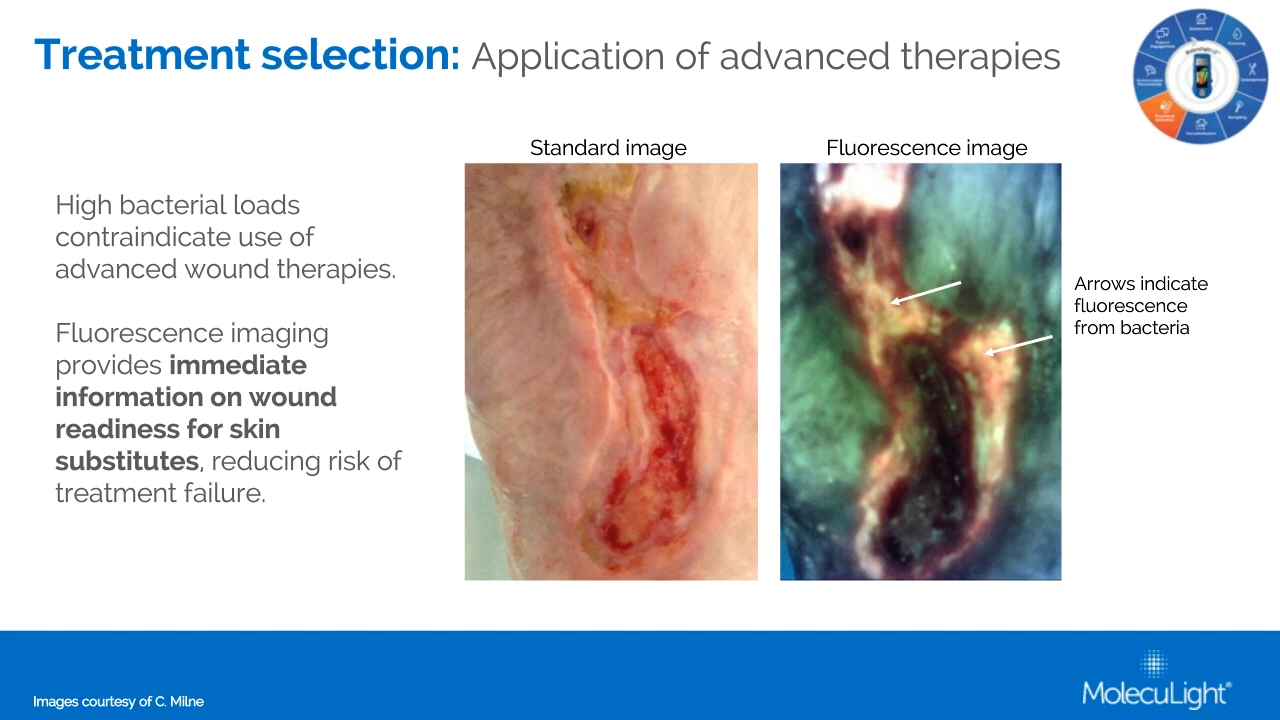 Treatment selection: Application of advanced therapies
Standard image
Fluorescence image
High bacterial loads
contraindicate use of
advanced wound therapies.
Fluorescence imaging
provides immediate
information on wound
readiness for skin
substitutes, reducing risk of
treatment failure.
Arrows indicate
fluorescence
from bacteria
Images courtesy of C. Milne
MolecuLight®